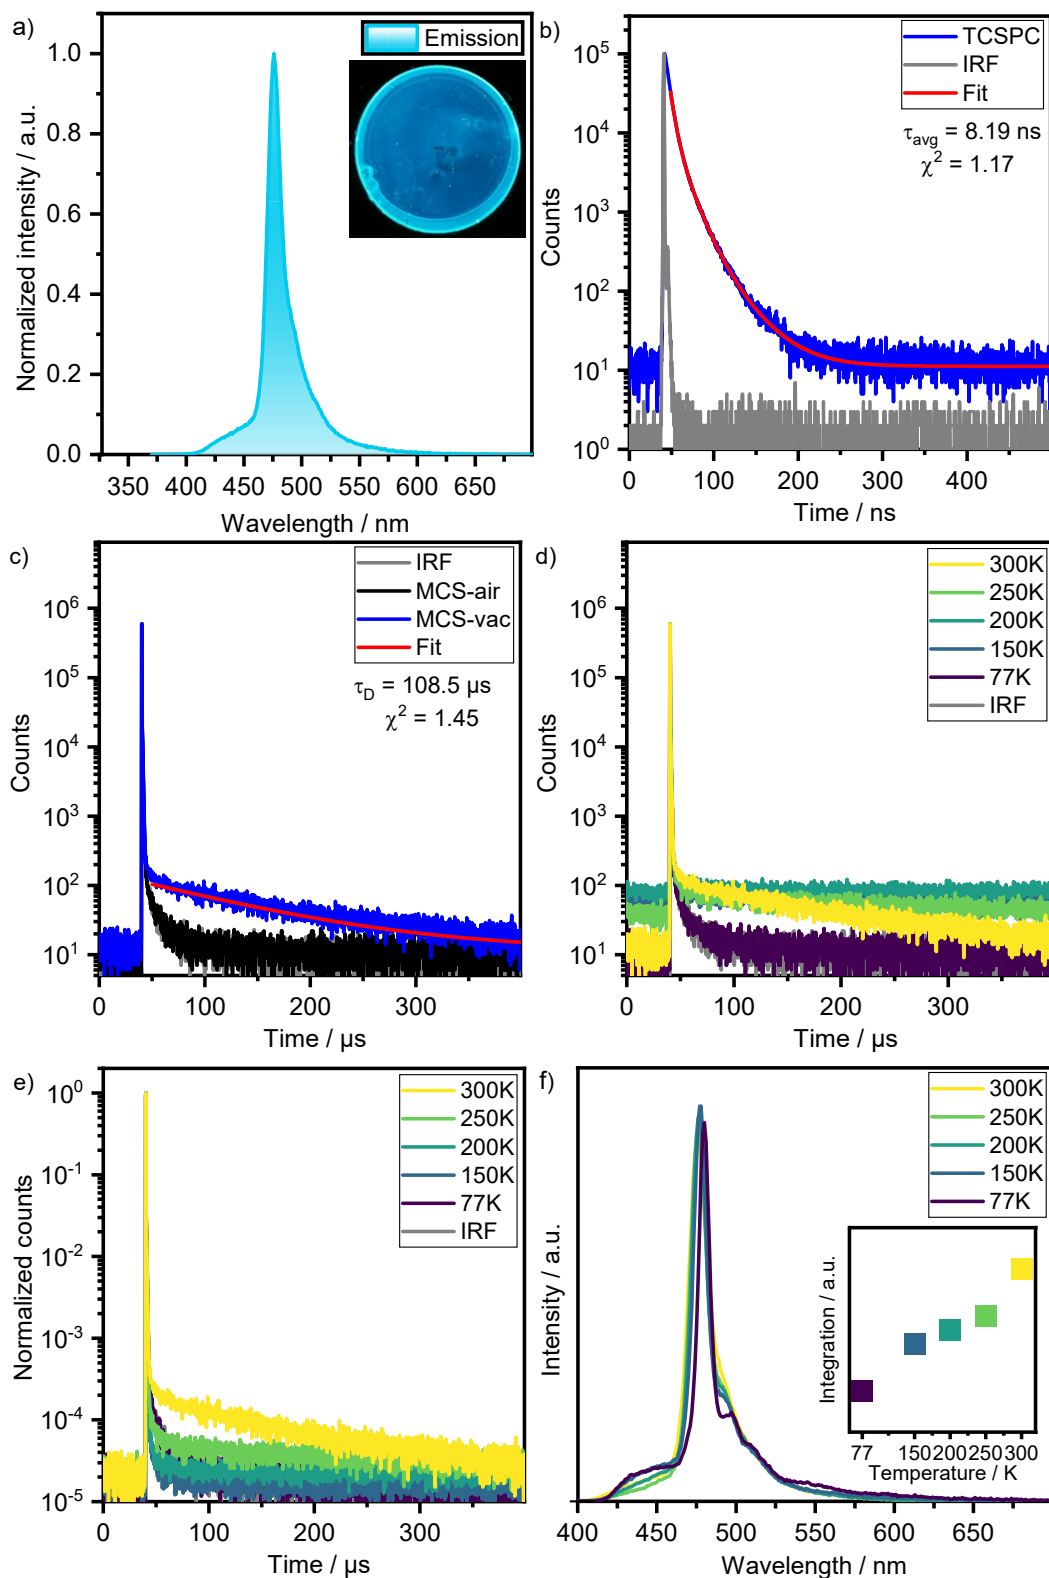 a)
Emission
1.0
0.8
0.6
0.4
0.2
0.0
Normalized intensity / a.u.
350 400 450 500 550 600 650
Wavelength / nm
b)
TCSPC
IRF
Fit
τavg = 8.19 ns
χ² = 1.17
10⁵
10⁴
10³
10²
10¹
10⁰
Counts
0 100 200 300 400
Time / ns
c)
IRF
MCS-air
MCS-vac
Fit
τD = 108.5 µs
χ² = 1.45
10⁶
10⁵
10⁴
10³
10²
10¹
Counts
0 100 200 300
Time / µs
d)
300K
250K
200K
150K
77K
IRF
10⁶
10⁵
10⁴
10³
10²
10¹
Counts
0 100 200 300
Time / µs
e)
300K
250K
200K
150K
77K
IRF
10⁰
10⁻¹
10⁻²
10⁻³
10⁻⁴
10⁻⁵
Normalized counts
0 100 200 300
Time / µs
f)
300K
250K
200K
150K
77K
Intensity / a.u.
Integration / a.u.
77 150 200 250 300
Temperature / K
400 450 500 550 600 650
Wavelength / nm